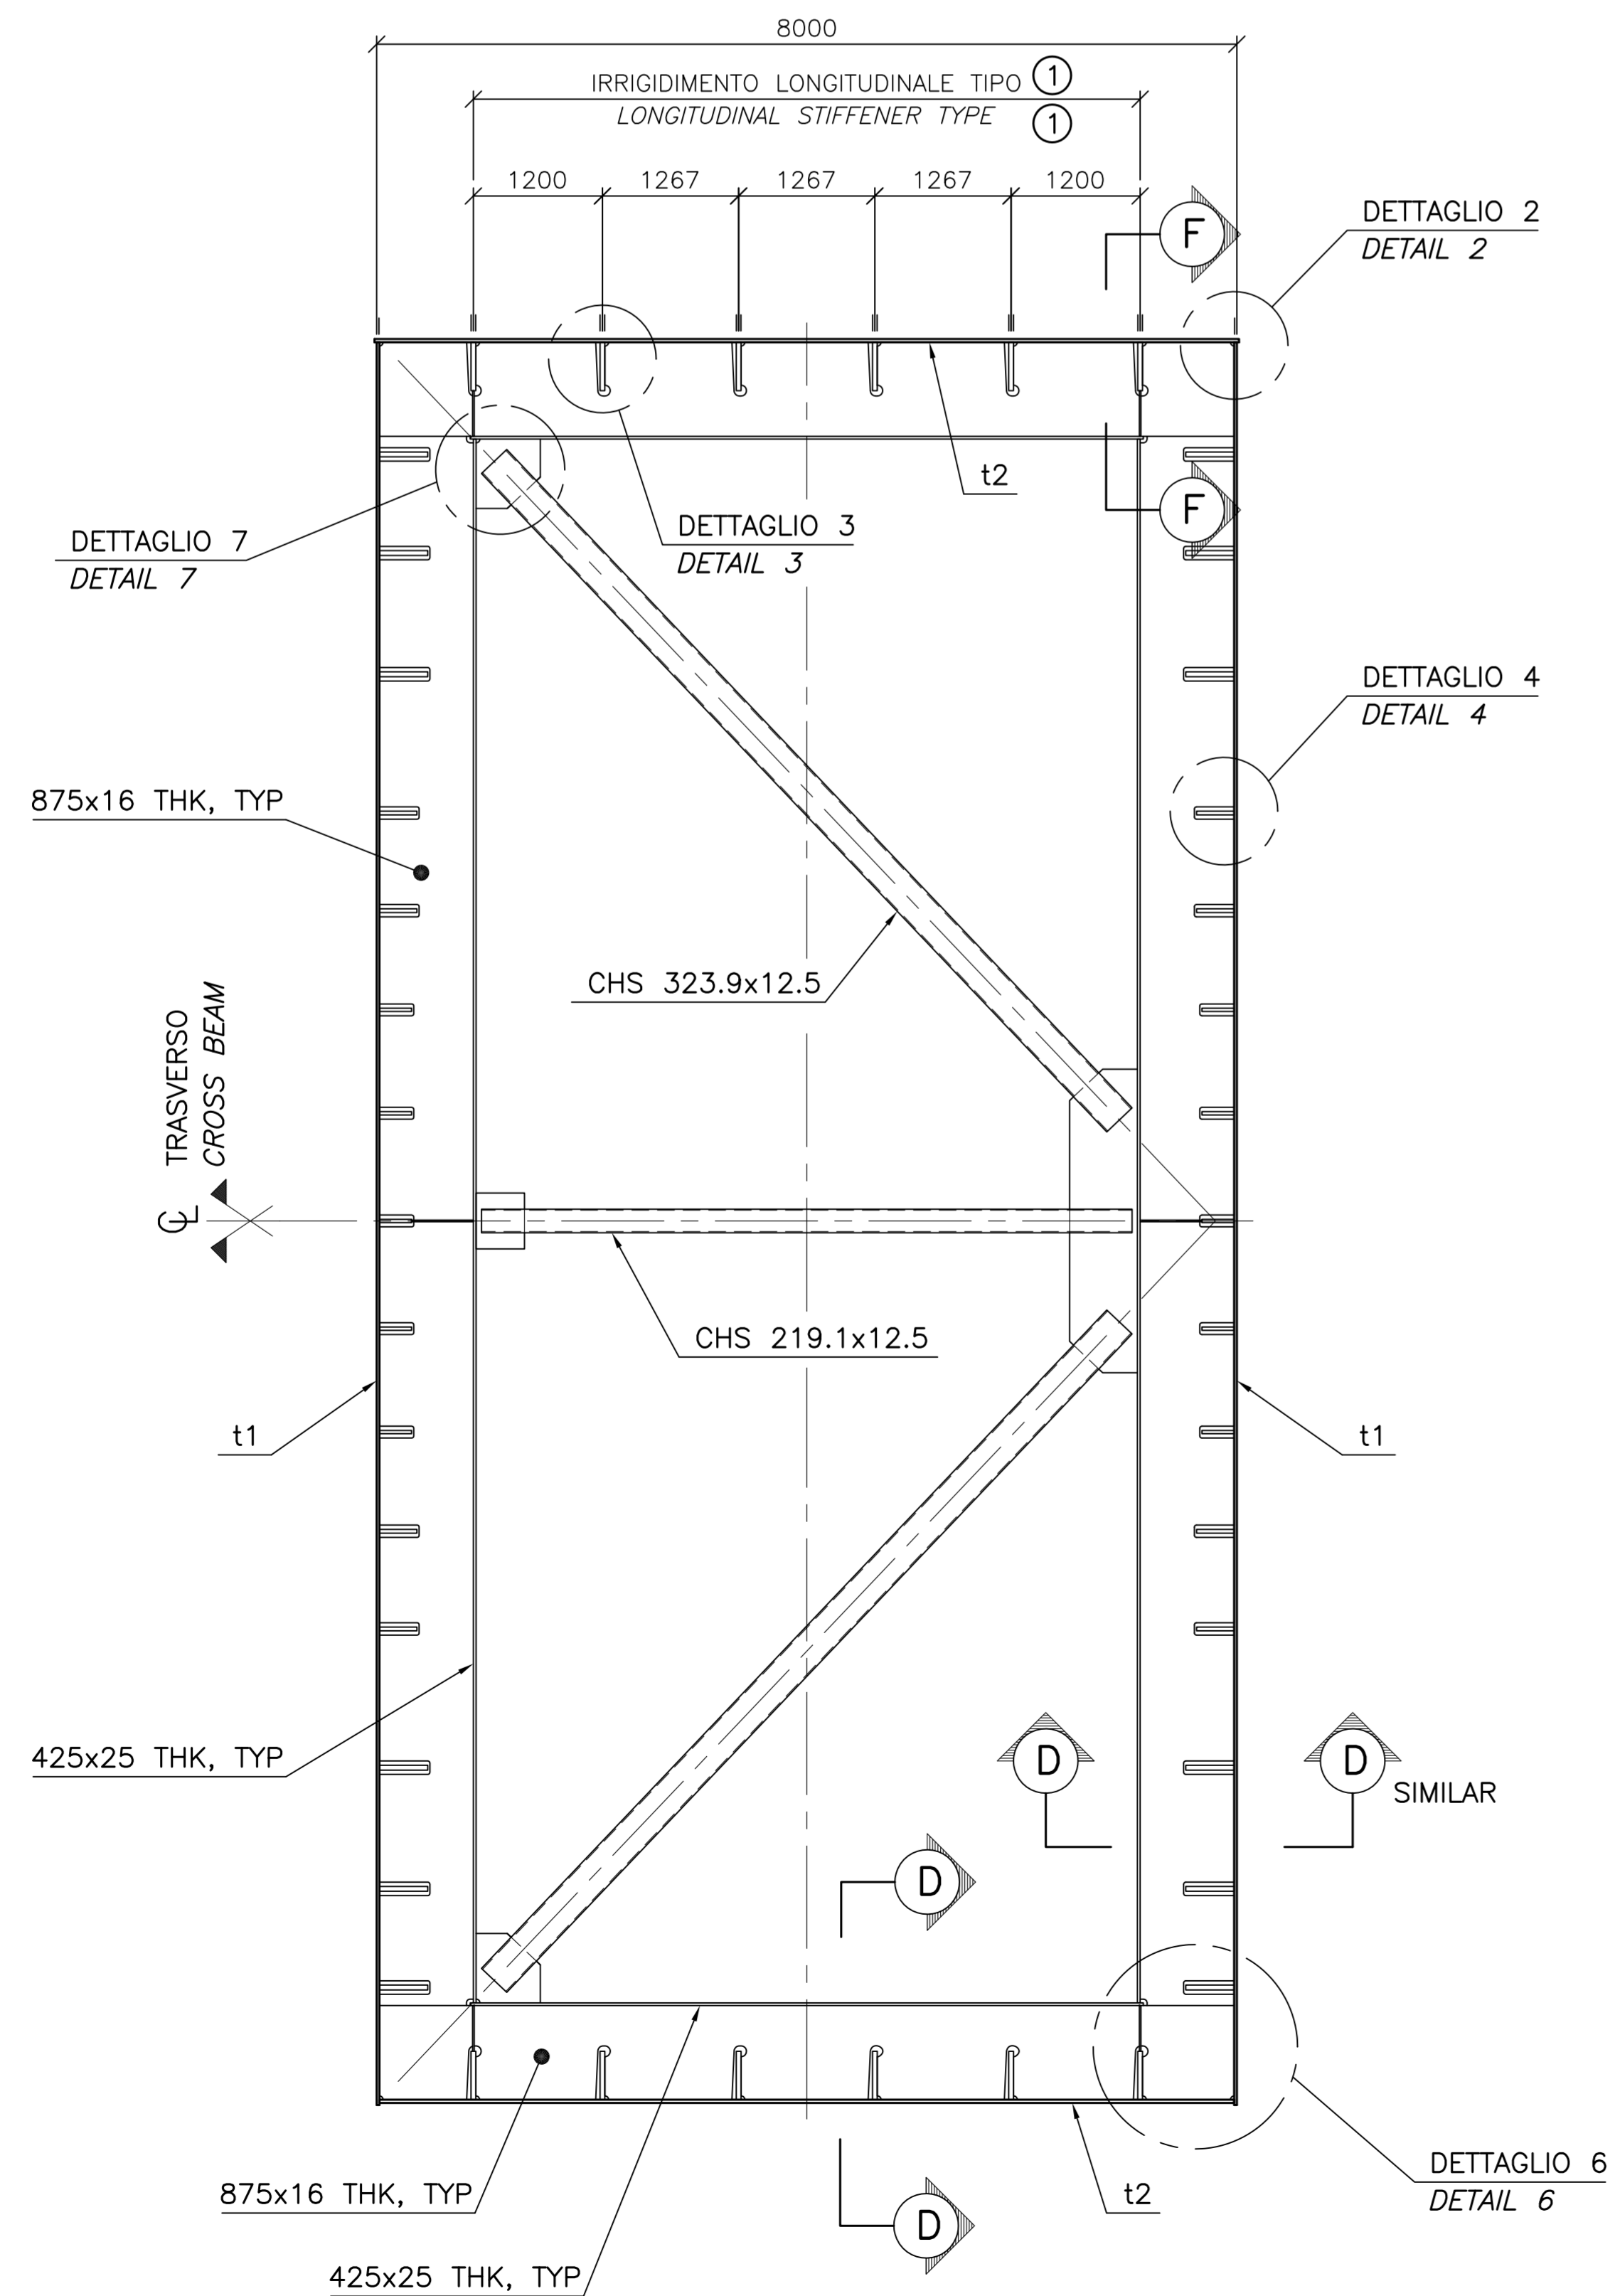 8000
IRRIGIDIMENTO LONGITUDINALE TIPO 1
LONGITUDINAL STIFFENER TYPE 1
1200 1267 1267 1267 1200
F
DETTAGLIO 2
DETAIL 2
t2
F
DETTAGLIO 7
DETAIL 7
DETTAGLIO 3
DETAIL 3
DETTAGLIO 4
DETAIL 4
875x16 THK, TYP
CHS 323.9x12.5
TRASVERSO
CROSS BEAM
CL
CHS 219.1x12.5
t1
t1
425x25 THK, TYP
D
D
SIMILAR
D
875x16 THK, TYP
t2
DETTAGLIO 6
DETAIL 6
D
425x25 THK, TYP